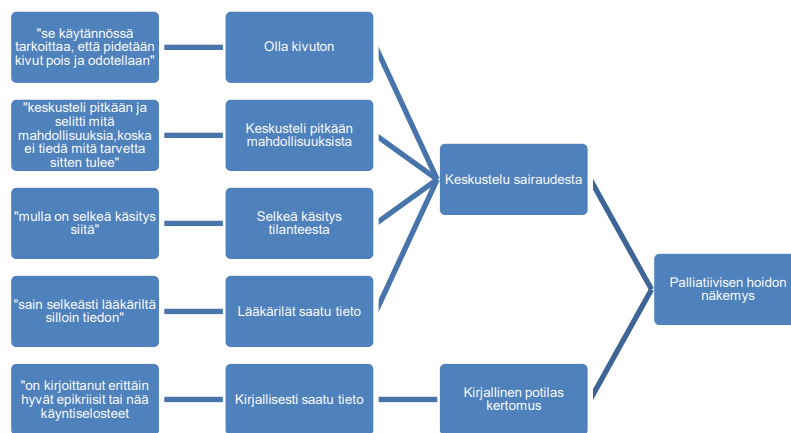 "se käytännössä
tarkoittaa, että pidetään
kivut pois ja odotellaan"
Olla kivuton
"keskusteli pitkään ja
selitti mitä
mahdollisuuksia,koska
ei tiedä mitä tarvetta
sitten tulee"
Keskusteli pitkään
mahdollisuuksista
Keskustelu sairaudesta
"mulla on selkeä käsitys
siitä"
Selkeä käsitys
tilanteesta
Palliatiivisen hoidon
näkemys
"sain selkeästi lääkäriltä
silloin tiedon"
Lääkärilät saatu tieto
"on kirjoittanut erittäin
hyvät epikriisit tai nää
käyntiselosteet
Kirjallisesti saatu tieto
Kirjallinen potilas
kertomus